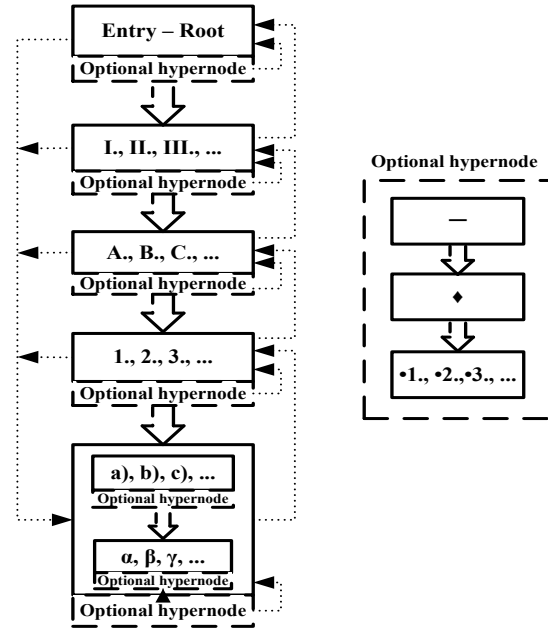 Entry – Root
Optional hypernode
I., II., III., ...
Optional hypernode
A., B., C., ...
Optional hypernode
1., 2., 3., ...
Optional hypernode
a), b), c), ...
Optional hypernode
α, β, γ, ...
Optional hypernode
Optional hypernode
Optional hypernode
—
♦
•1., •2.,•3., ...